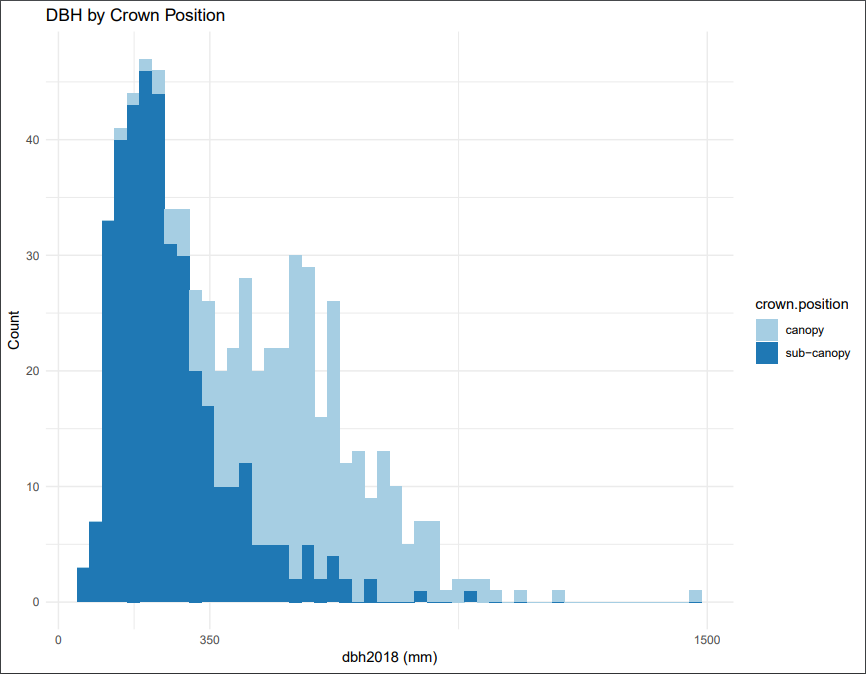 DBH by Crown Position
Count
40
30
20
10
0
0
350
1500
dbh2018 (mm)
crown.position
canopy
sub−canopy